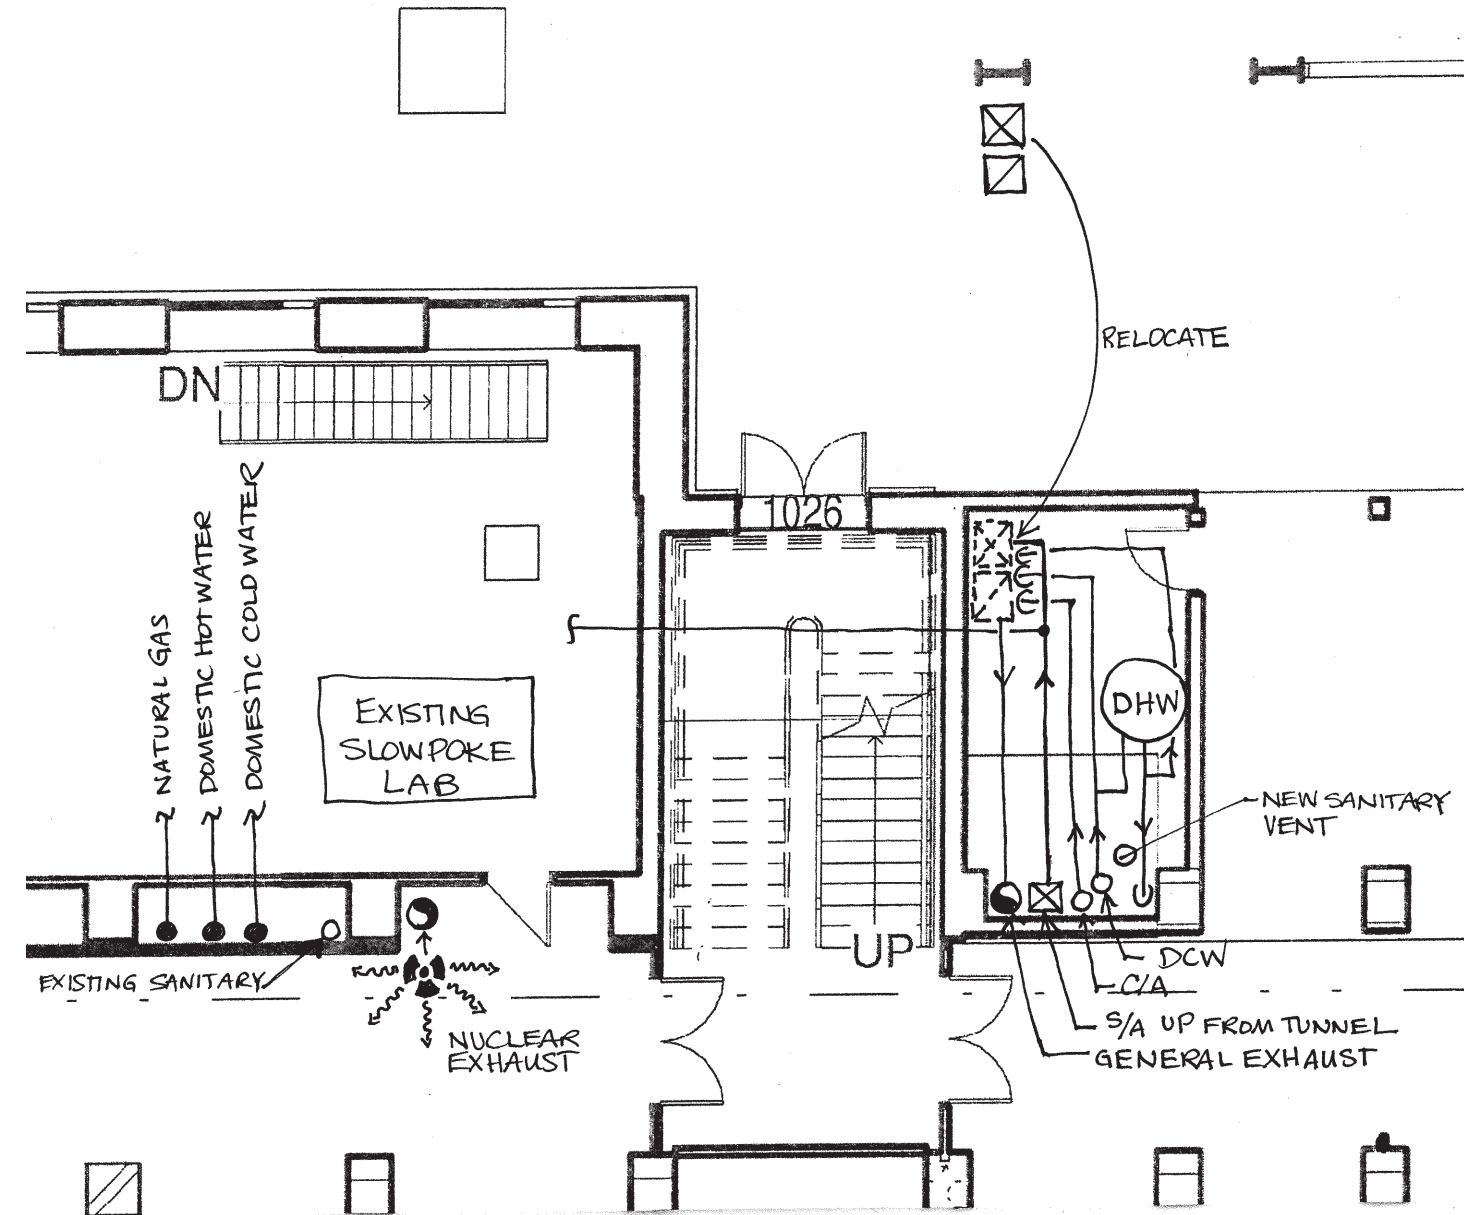 RELOCATE
DN
1026
NATURAL GAS
DOMESTIC HOT WATER
DOMESTIC COLD WATER
EXISTING
SLOWPOKE
LAB
DHW
NEW SANITARY
VENT
UP
EXISTING SANITARY
NUCLEAR
EXHAUST
DCW
C/A
S/A UP FROM TUNNEL
GENERAL EXHAUST